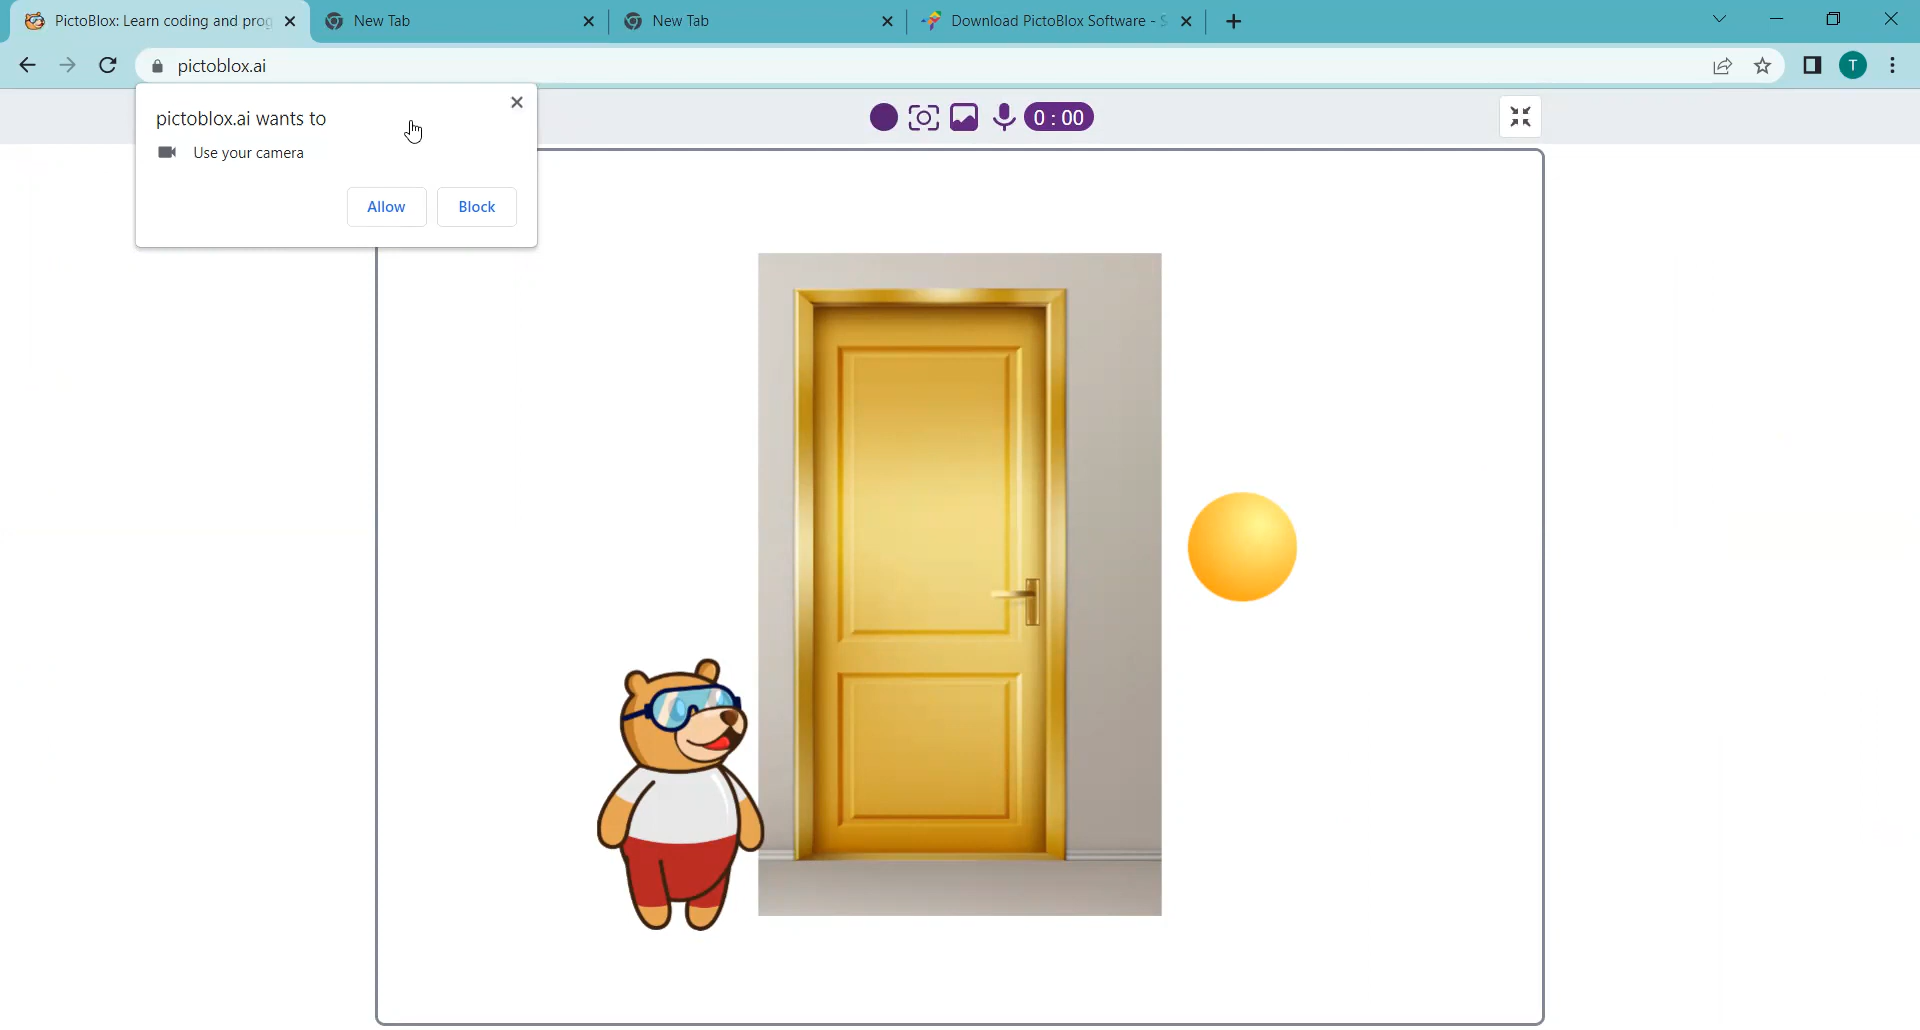 PictoBlox: Learn coding and prog
New Tab
New Tab
Download PictoBlox Software - S
pictoblox.ai
T
pictoblox.ai wants to
Use your camera
Allow
Block
0 : 00